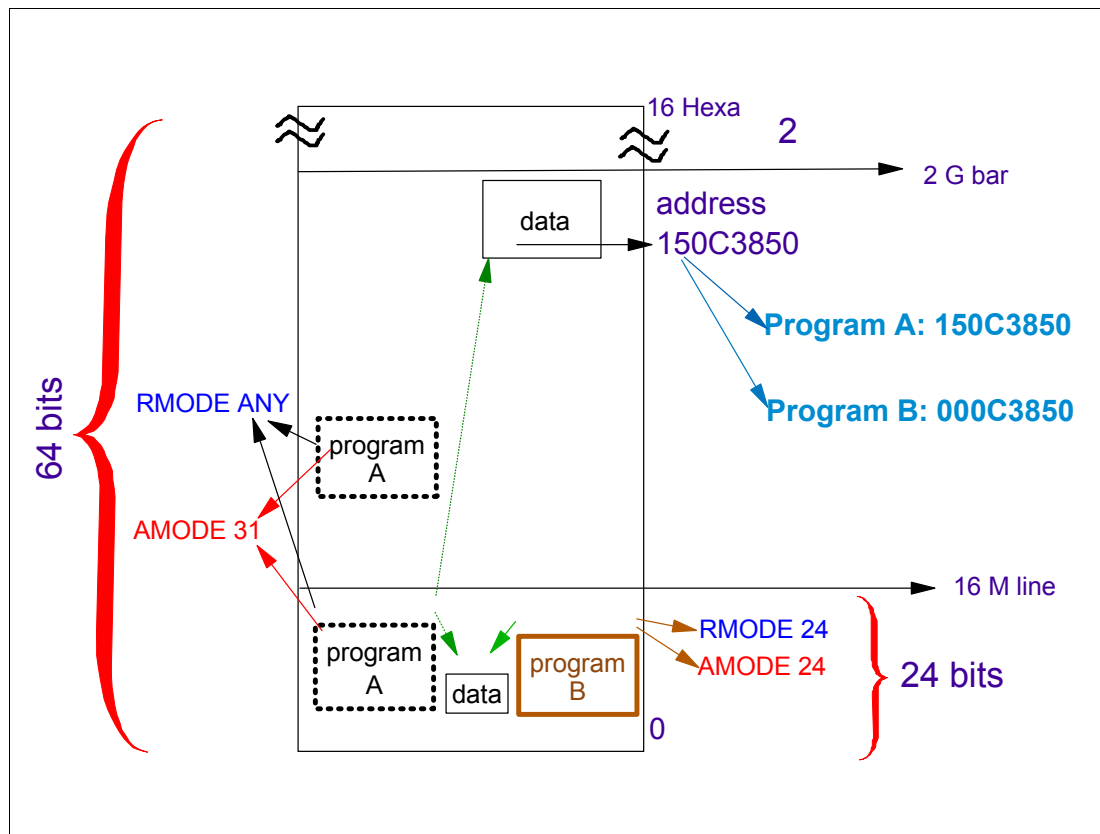 16 Hexa
2
2 G bar
data
address
150C3850
Program A: 150C3850
RMODE ANY
Program B: 000C3850
program
A
64 bits
AMODE 31
16 M line
RMODE 24
program
A
program
B
AMODE 24
24 bits
data
0